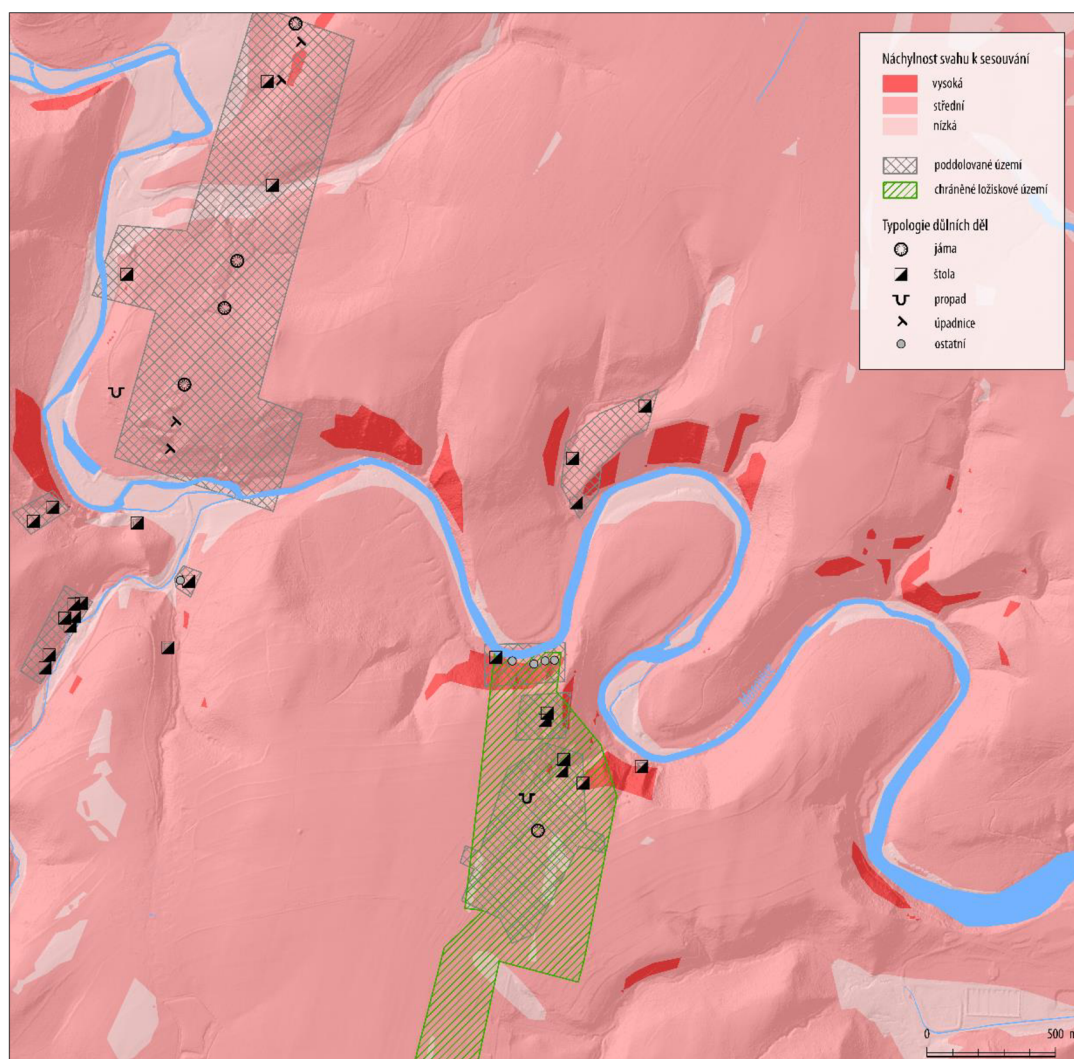 Náchylnost svahu k sesouvání
vysoká
střední
nízká
poddolované území
chráněné ložiskové území
Typologie důlních děl
jáma
štola
propad
úpadnice
ostatní
0 500 m